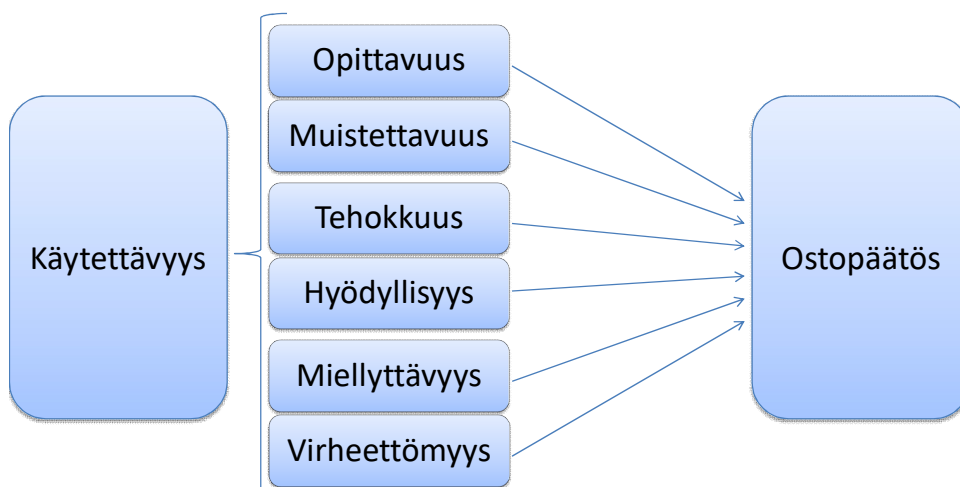 Käytettävyys
Opittavuus
Muistettavuus
Tehokkuus
Hyödyllisyys
Miellyttävyys
Virheettömyys
Ostopäätös